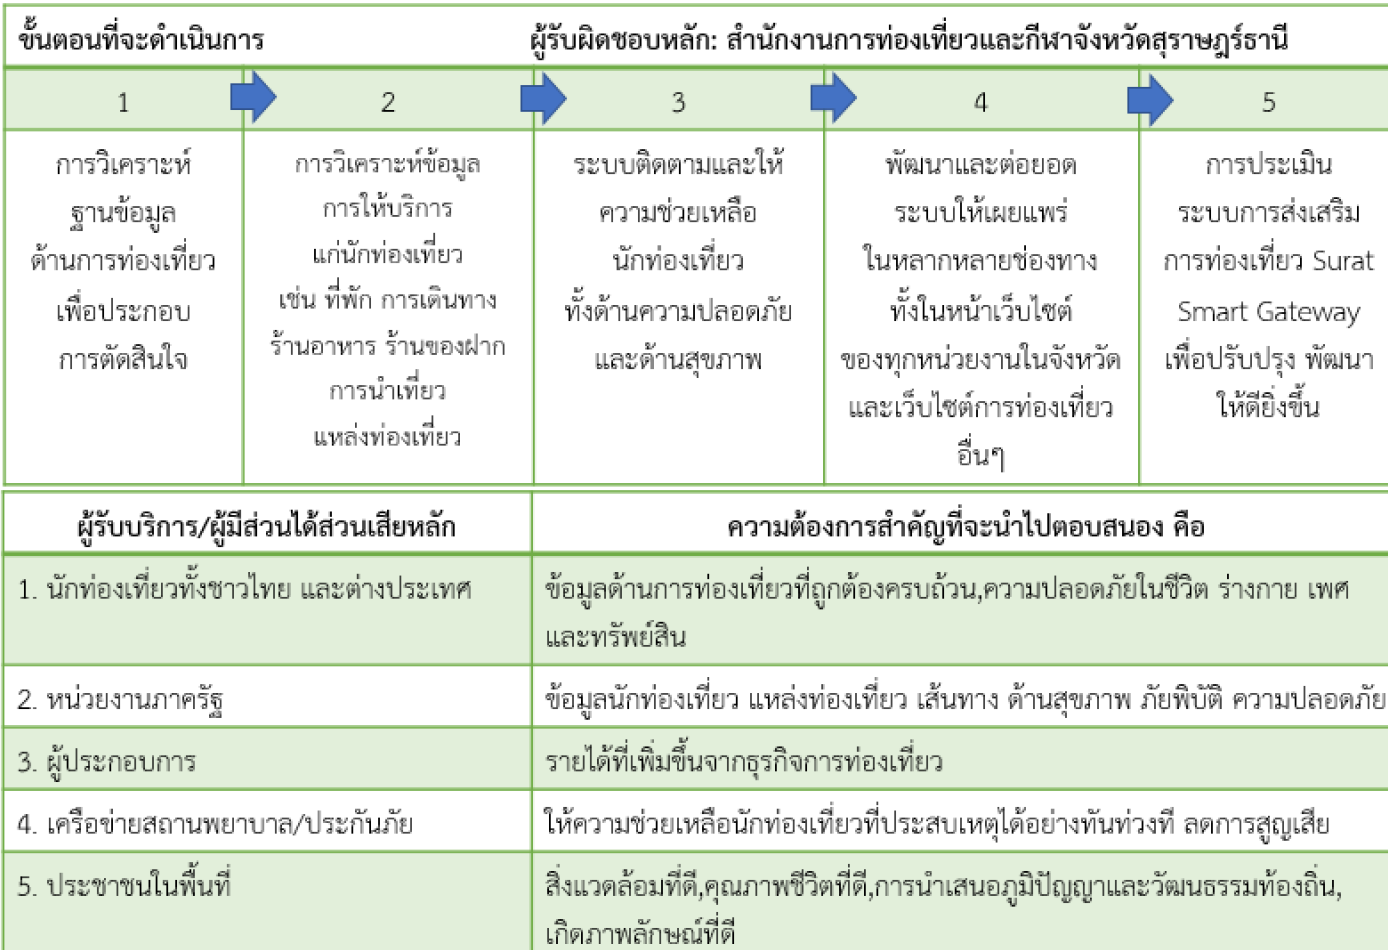 ขั้นตอนที่จะดำเนินการ ผู้รับผิดชอบหลัก: สำนักงานการท่องเที่ยวและกีฬาจังหวัดสุราษฎร์ธานี
1 2 3 4 5
การวิเคราะห์
ฐานข้อมูล
ด้านการท่องเที่ยว
เพื่อประกอบ
การตัดสินใจ
การวิเคราะห์ข้อมูล
การให้บริการ
แก่นักท่องเที่ยว
เช่น ที่พัก การเดินทาง
ร้านอาหาร ร้านของฝาก
การนำเที่ยว
แหล่งท่องเที่ยว
ระบบติดตามและให้
ความช่วยเหลือ
นักท่องเที่ยว
ทั้งด้านความปลอดภัย
และด้านสุขภาพ
พัฒนาและต่อยอด
ระบบให้เผยแพร่
ในหลากหลายช่องทาง
ทั้งในหน้าเว็บไซต์
ของทุกหน่วยงานในจังหวัด
และเว็บไซต์การท่องเที่ยว
อื่นๆ
การประเมิน
ระบบการส่งเสริม
การท่องเที่ยว Surat
Smart Gateway
เพื่อปรับปรุง พัฒนา
ให้ดียิ่งขึ้น
ผู้รับบริการ/ผู้มีส่วนได้ส่วนเสียหลัก ความต้องการสำคัญที่จะนำไปตอบสนอง คือ
1. นักท่องเที่ยวทั้งชาวไทย และต่างประเทศ ข้อมูลด้านการท่องเที่ยวที่ถูกต้องครบถ้วน,ความปลอดภัยในชีวิต ร่างกาย เพศ
และทรัพย์สิน
2. หน่วยงานภาครัฐ ข้อมูลนักท่องเที่ยว แหล่งท่องเที่ยว เส้นทาง ด้านสุขภาพ ภัยพิบัติ ความปลอดภัย
3. ผู้ประกอบการ รายได้ที่เพิ่มขึ้นจากธุรกิจการท่องเที่ยว
4. เครือข่ายสถานพยาบาล/ประกันภัย ให้ความช่วยเหลือนักท่องเที่ยวที่ประสบเหตุได้อย่างทันท่วงที ลดการสูญเสีย
5. ประชาชนในพื้นที่ สิ่งแวดล้อมที่ดี,คุณภาพชีวิตที่ดี,การนำเสนอภูมิปัญญาและวัฒนธรรมท้องถิ่น,
เกิดภาพลักษณ์ที่ดี